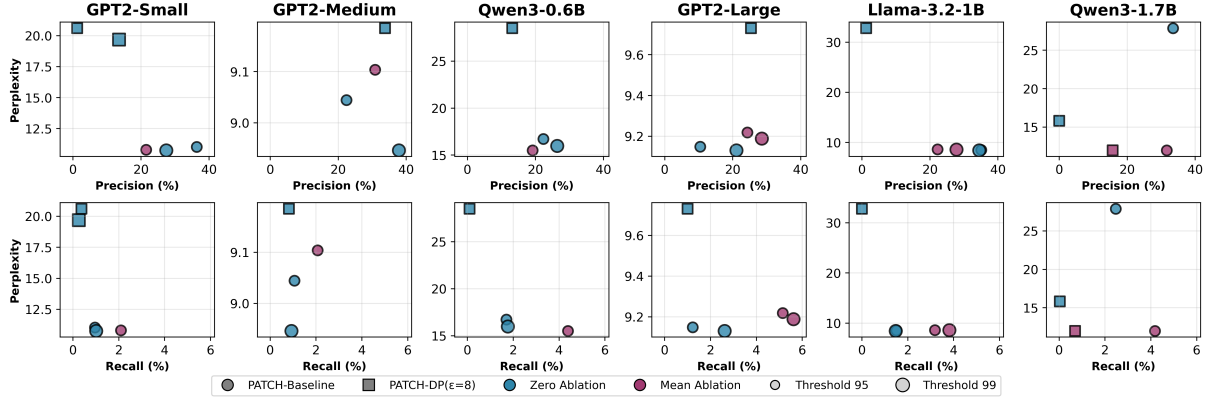 GPT2-Small GPT2-Medium Qwen3-0.6B GPT2-Large Llama-3.2-1B Qwen3-1.7B
Perplexity
20.0
17.5
15.0
12.5
0 20 40
Precision (%)
9.1
9.0
0 20 40
Precision (%)
25
20
15
0 20 40
Precision (%)
9.6
9.4
9.2
0 20 40
Precision (%)
30
20
10
0 20 40
Precision (%)
25
20
15
0 20 40
Precision (%)
Perplexity
20.0
17.5
15.0
12.5
0 2 4 6
Recall (%)
9.1
9.0
0 2 4 6
Recall (%)
25
20
15
0 2 4 6
Recall (%)
9.6
9.4
9.2
0 2 4 6
Recall (%)
30
20
10
0 2 4 6
Recall (%)
25
20
15
0 2 4 6
Recall (%)
PATCH-Baseline PATCH-DP(ε=8) Zero Ablation Mean Ablation Threshold 95 Threshold 99